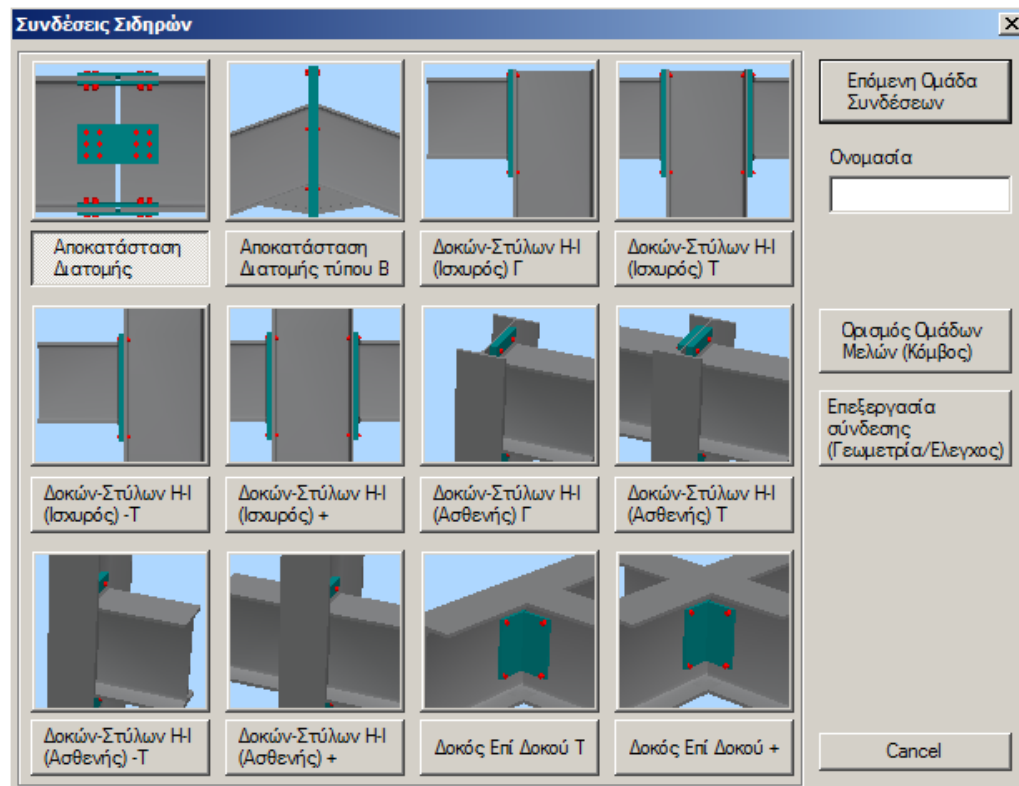 Συνδέσεις Σιδηρών
Αποκατάσταση
Διατομής
Αποκατάσταση
Διατομής τύπου Β
Δοκών-Στύλων Η-Ι
(Ισχυρός) Γ
Δοκών-Στύλων Η-Ι
(Ισχυρός) Τ
Δοκών-Στύλων Η-Ι
(Ισχυρός) -Τ
Δοκών-Στύλων Η-Ι
(Ισχυρός) +
Δοκών-Στύλων Η-Ι
(Ασθενής) Γ
Δοκών-Στύλων Η-Ι
(Ασθενής) Τ
Δοκών-Στύλων Η-Ι
(Ασθενής) -Τ
Δοκών-Στύλων Η-Ι
(Ασθενής) +
Δοκός Επί Δοκού Τ
Δοκός Επί Δοκού +
Επόμενη Ομάδα
Συνδέσεων
Ονομασία
Ορισμός Ομάδων
Μελών (Κόμβος)
Επεξεργασία
σύνδεσης
(Γεωμετρία/Ελεγχος)
Cancel